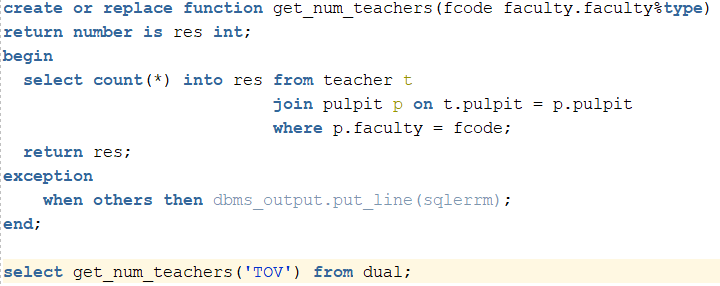 create or replace function get_num_teachers(fcode faculty.faculty%type)
return number is res int;
begin
  select count(*) into res from teacher t
                           join pulpit p on t.pulpit = p.pulpit
                           where p.faculty = fcode;
  return res;
exception
    when others then dbms_output.put_line(sqlerrm);
end;
select get_num_teachers('TOV') from dual;